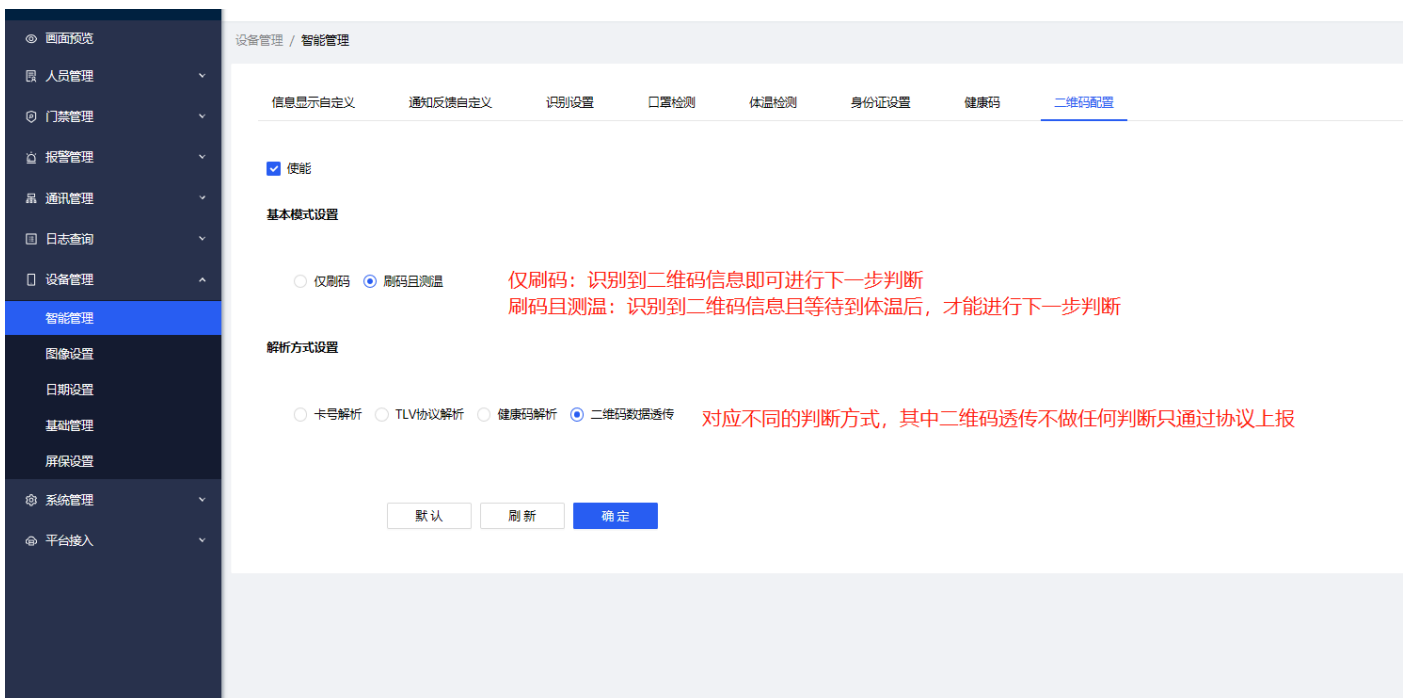 画面预览
人员管理
门禁管理
报警管理
通讯管理
日志查询
设备管理
智能管理
图像设置
日期设置
基础管理
屏保设置
系统管理
平台接入
设备管理 / 智能管理
信息显示自定义 通知反馈自定义 识别设置 口罩检测 体温检测 身份证设置 健康码 二维码配置
使能
基本模式设置
仅刷码 刷码且测温 仅刷码：识别到二维码信息即可进行下一步判断
刷码且测温：识别到二维码信息且等待到体温后，才能进行下一步判断
解析方式设置
卡号解析 TLV协议解析 健康码解析 二维码数据透传 对应不同的判断方式，其中二维码透传不做任何判断只通过协议上报
默认 刷新 确定